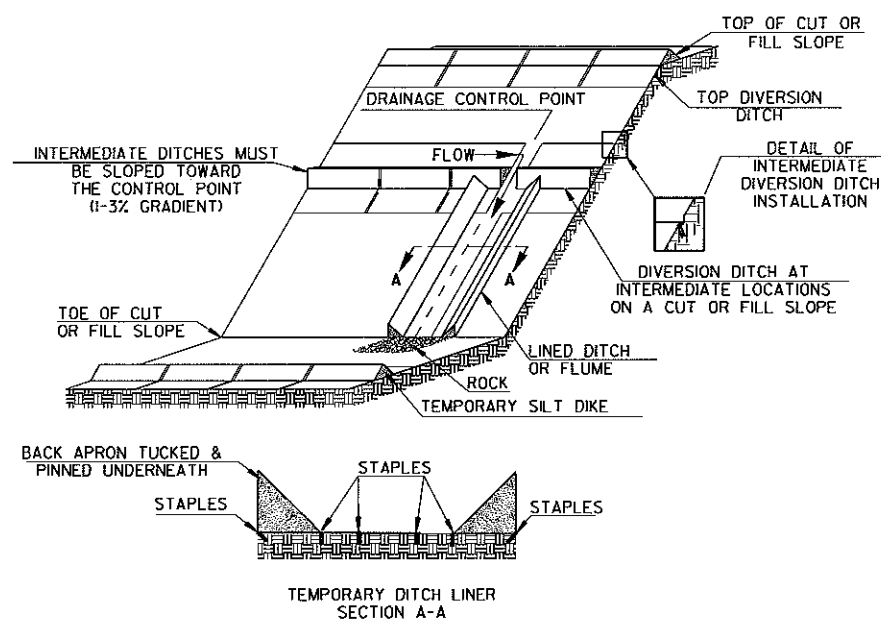 TOP OF CUT OR
FILL SLOPE
DRAINAGE CONTROL POINT
TOP DIVERSION
DITCH
INTERMEDIATE DITCHES MUST
BE SLOPED TOWARD
THE CONTROL POINT
(1-3% GRADIENT)
FLOW
DETAIL OF
INTERMEDIATE
DIVERSION DITCH
INSTALLATION
A
A
DIVERSION DITCH AT
INTERMEDIATE LOCATIONS
ON A CUT OR FILL SLOPE
TOE OF CUT
OR FILL SLOPE
LINED DITCH
OR FLUME
ROCK
TEMPORARY SILT DIKE
BACK APRON TUCKED &
PINNED UNDERNEATH
STAPLES
STAPLES
STAPLES
TEMPORARY DITCH LINER
SECTION A-A